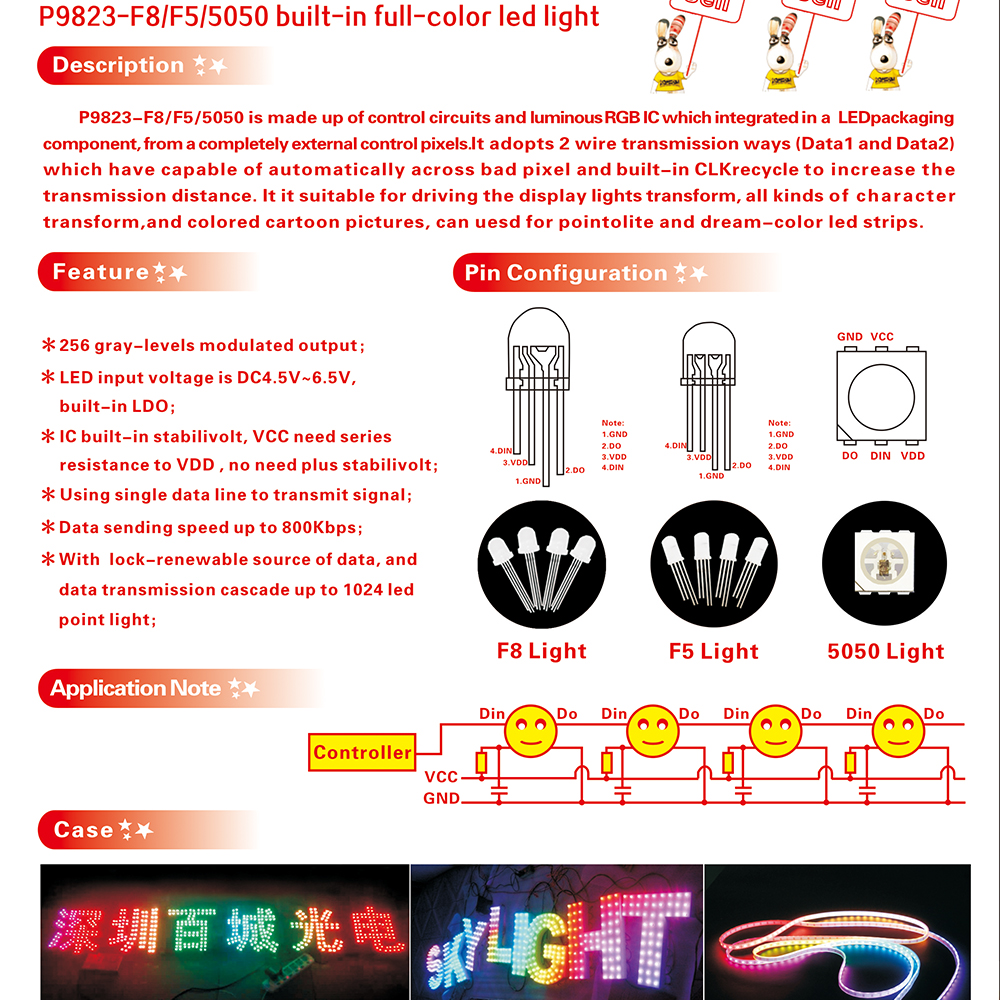 P9823-F8/F5/5050 built-in full-color led light
Sell
Sell
Sell
Description
P9823-F8/F5/5050 is made up of control circuits and luminous RGB IC which integrated in a LEDpackaging
component, from a completely external control pixels.It adopts 2 wire transmission ways (Data1 and Data2)
which have capable of automatically across bad pixel and built-in CLKrecycle to increase the
transmission distance. It it suitable for driving the display lights transform, all kinds of character
transform,and colored cartoon pictures, can uesd for pointolite and dream-color led strips.
Feature
*256 gray-levels modulated output;
*LED input voltage is DC4.5V~6.5V,
built-in LDO;
*IC built-in stabilivolt, VCC need series
resistance to VDD , no need plus stabilivolt;
*Using single data line to transmit signal;
*Data sending speed up to 800Kbps;
*With lock-renewable source of data, and
data transmission cascade up to 1024 led
point light;
Pin Configuration
4.DIN
3.VDD
1.GND
2.DO
Note:
1.GND
2.DO
3.VDD
4.DIN
4.DIN
3.VDD
1.GND
2.DO
Note:
1.GND
2.DO
3.VDD
4.DIN
GND VCC
DO DIN VDD
F8 Light
F5 Light
5050 Light
Application Note
Controller
Din Do Din Do Din Do Din Do
VCC
GND
Case
深圳百城光电
SKYLIGHT